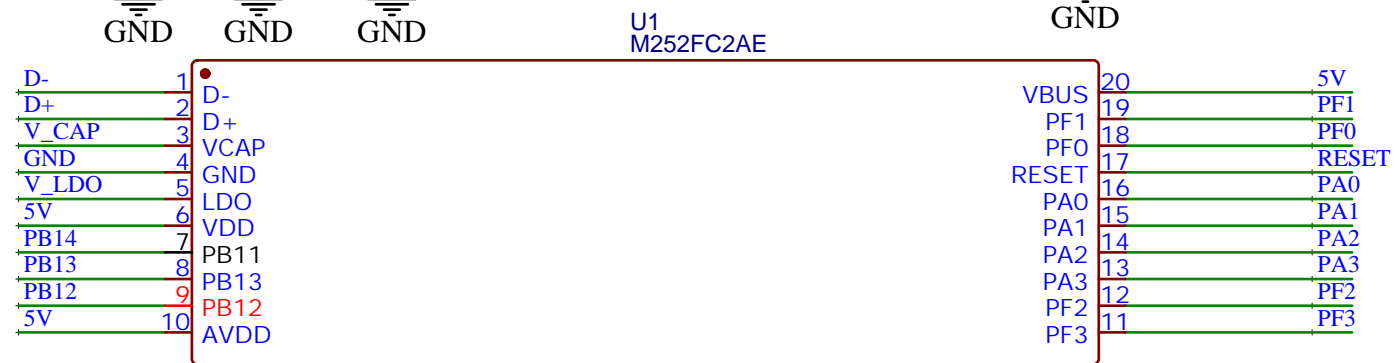 GND GND GND GND
U1
M252FC2AE
D- 1 D- VBUS 20 5V
D+ 2 D+ PF1 19 PF1
V_CAP 3 VCAP PF0 18 PF0
GND 4 GND RESET 17 RESET
V_LDO 5 LDO PA0 16 PA0
5V 6 VDD PA1 15 PA1
PB14 7 PB11 PA2 14 PA2
PB13 8 PB13 PA3 13 PA3
PB12 9 PB12 PF2 12 PF2
5V 10 AVDD PF3 11 PF3